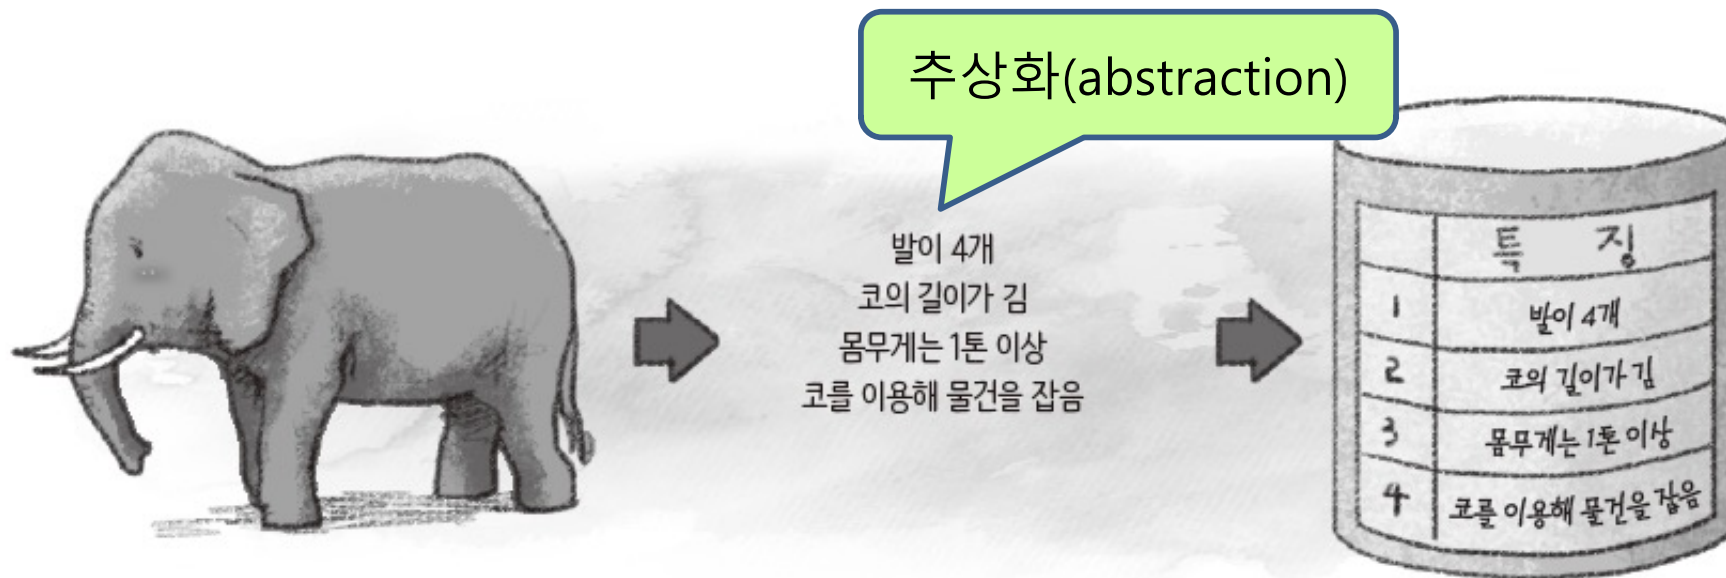 추상화(abstraction)
발이 4개
코의 길이가 김
몸무게는 1톤 이상
코를 이용해 물건을 잡음
특 징
1 발이 4개
2 코의 길이가 김
3 몸무게는 1톤 이상
4 코를 이용해 물건을 잡음